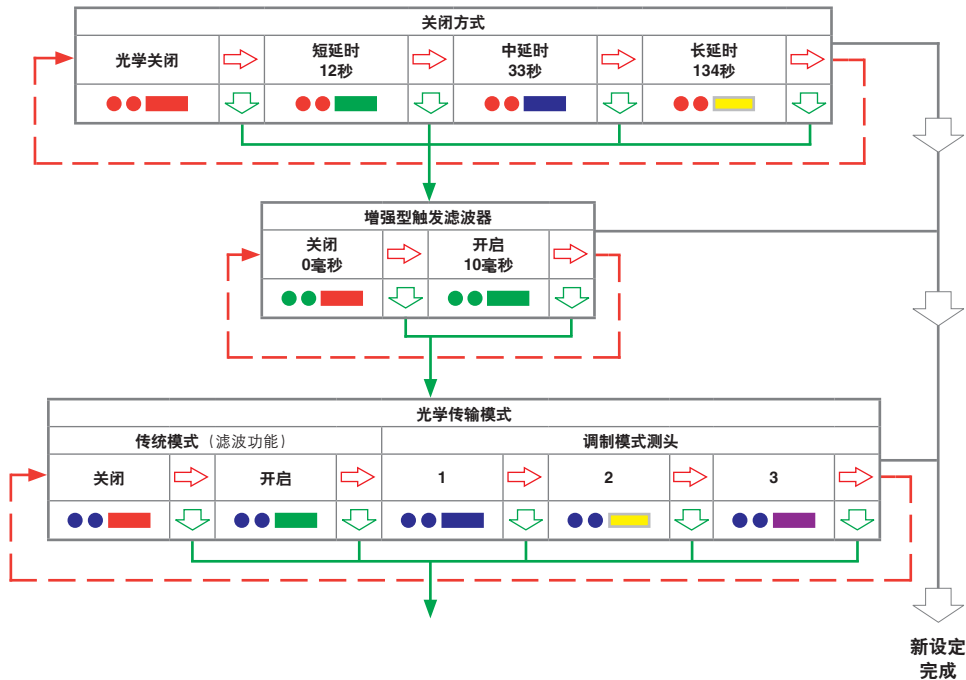 关闭方式
光学关闭
短延时
12秒
中延时
33秒
长延时
134秒
增强型触发滤波器
关闭
0毫秒
开启
10毫秒
光学传输模式
传统模式（滤波功能）
调制模式测头
关闭
开启
1
2
3
新设定
完成